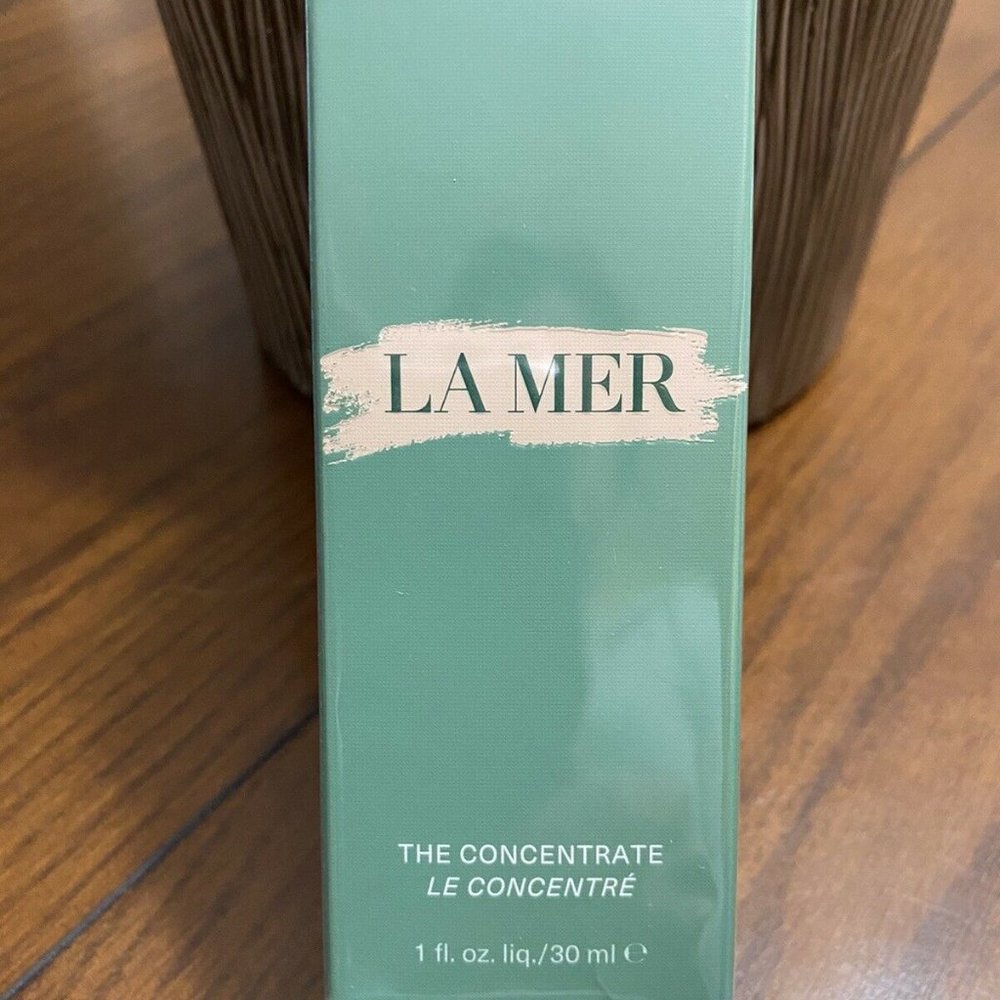 LA MER
THE CONCENTRATE
LE CONCENTRÉ
1 fl. oz. liq./30 ml ℮